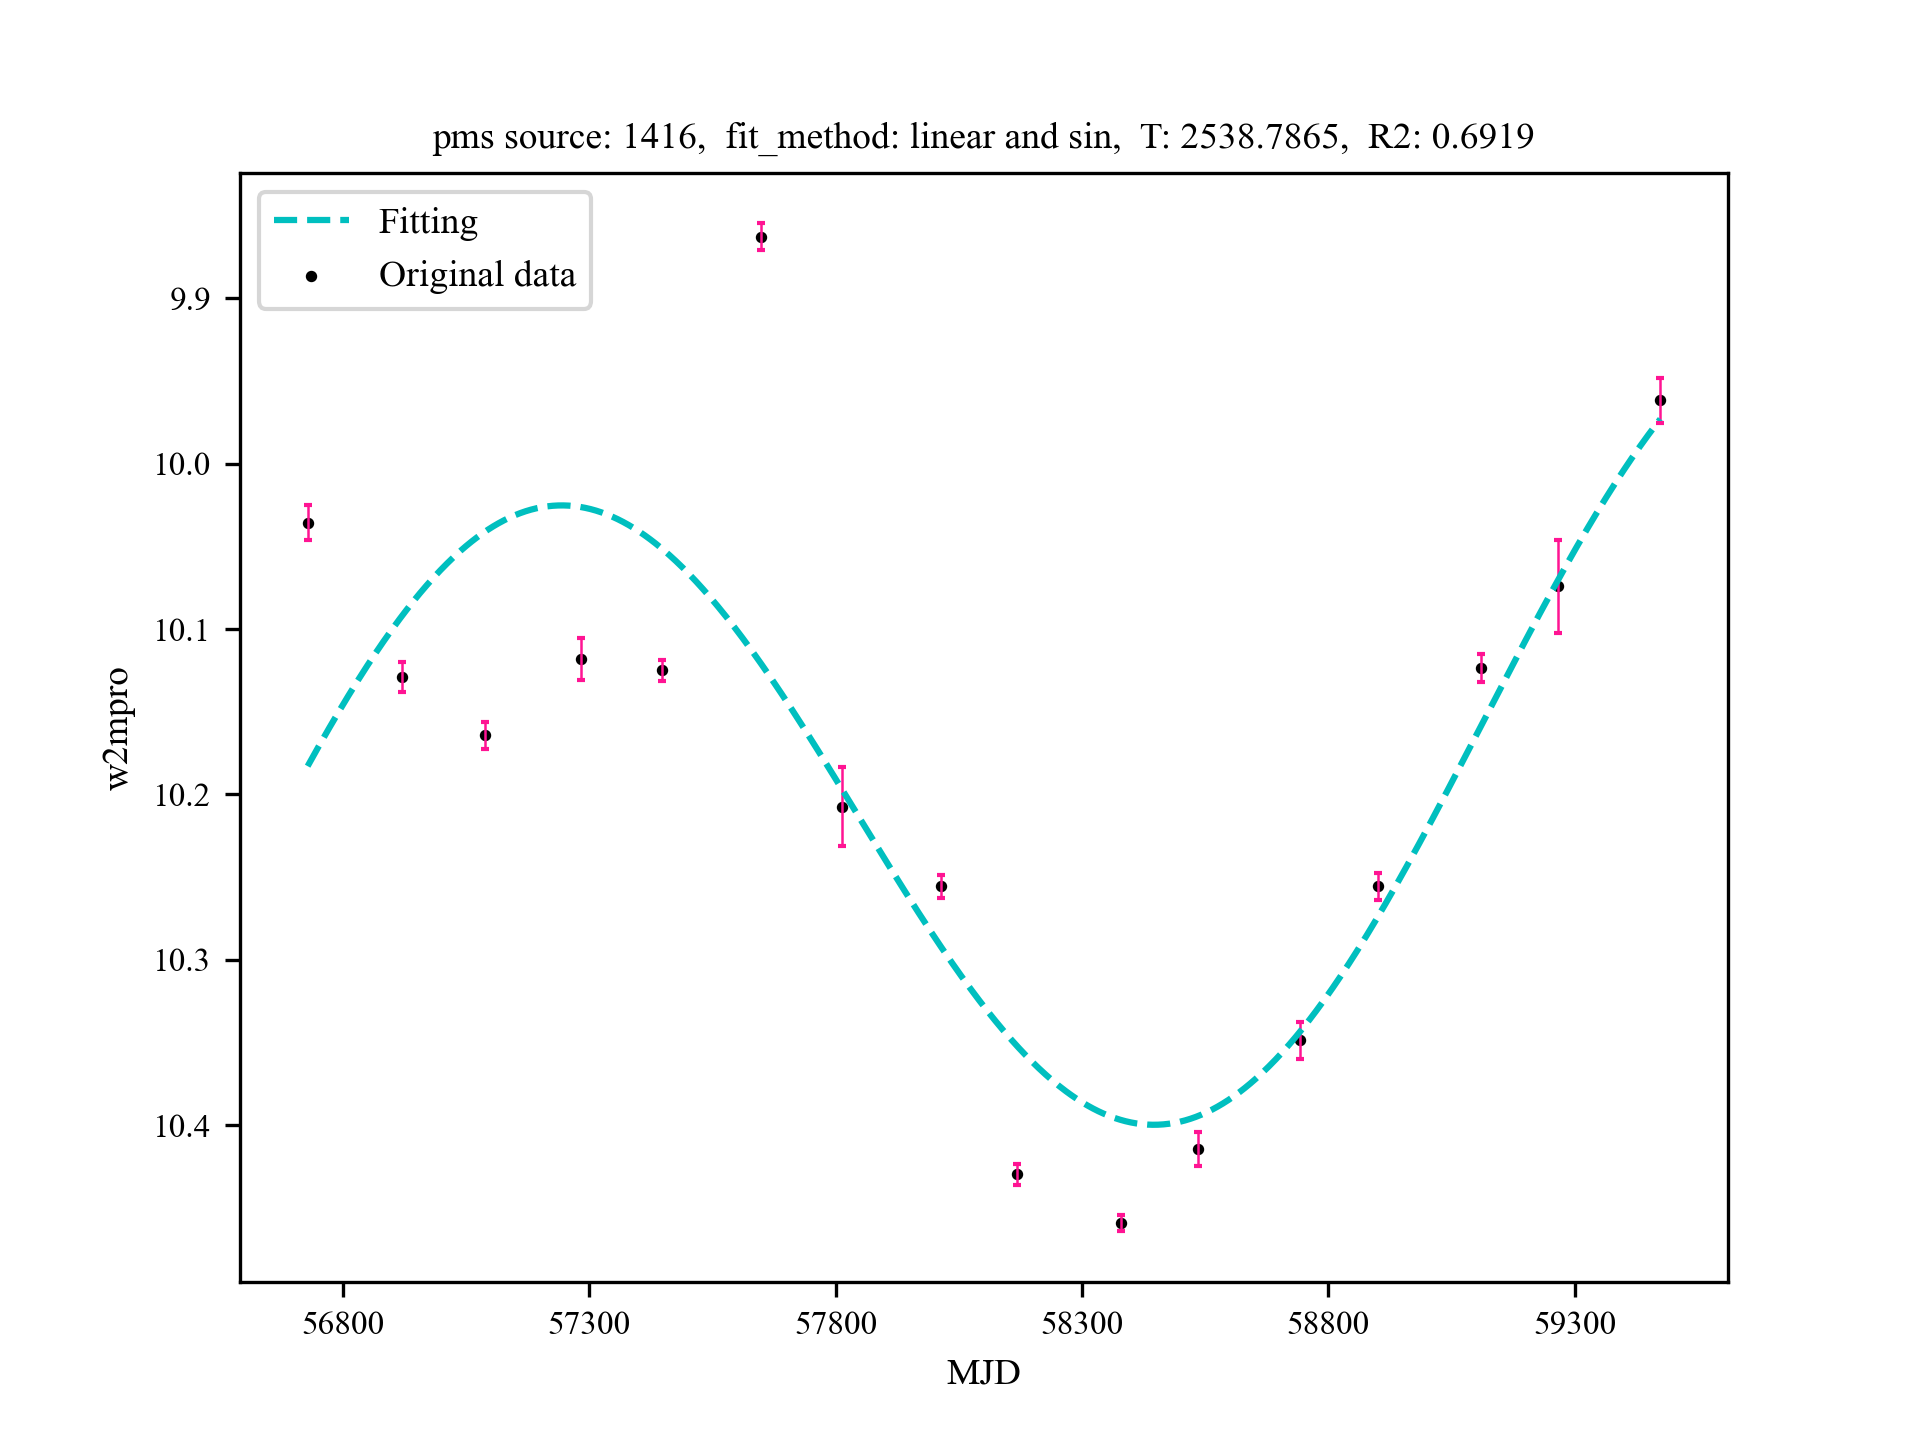 pms source: 1416,  fit_method: linear and sin,  T: 2538.7865,  R2: 0.6919
Fitting
Original data
9.9
10.0
10.1
10.2
10.3
10.4
w2mpro
56800 57300 57800 58300 58800 59300
MJD